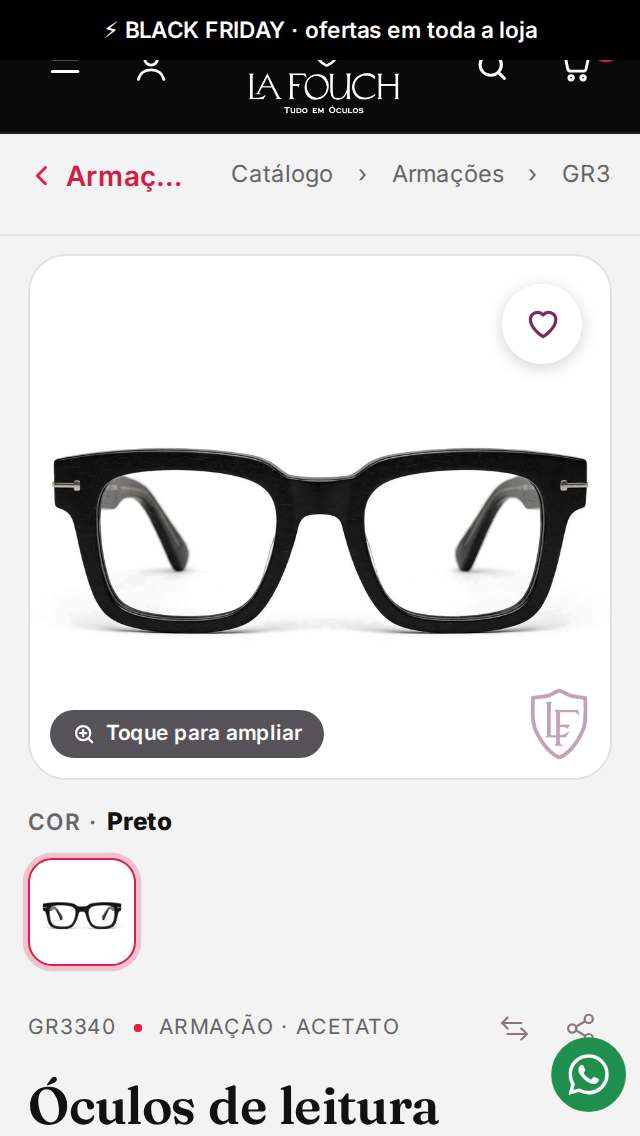 ⚡ BLACK FRIDAY · ofertas em toda a loja
LA FOUCH
TUDO EM ÓCULOS
Armaç...
Catálogo › Armações › GR3
LF
Toque para ampliar
COR · Preto
GR3340 • ARMAÇÃO · ACETATO
Óculos de leitura